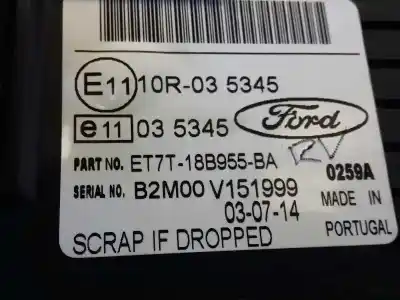 E11 10R-03 5345
e11 03 5345 Ford
PART NO. ET7T-18B955-BA RV
SERIAL NO. B2M00 V151999 0259A
03-07-14 MADE IN
SCRAP IF DROPPED PORTUGAL